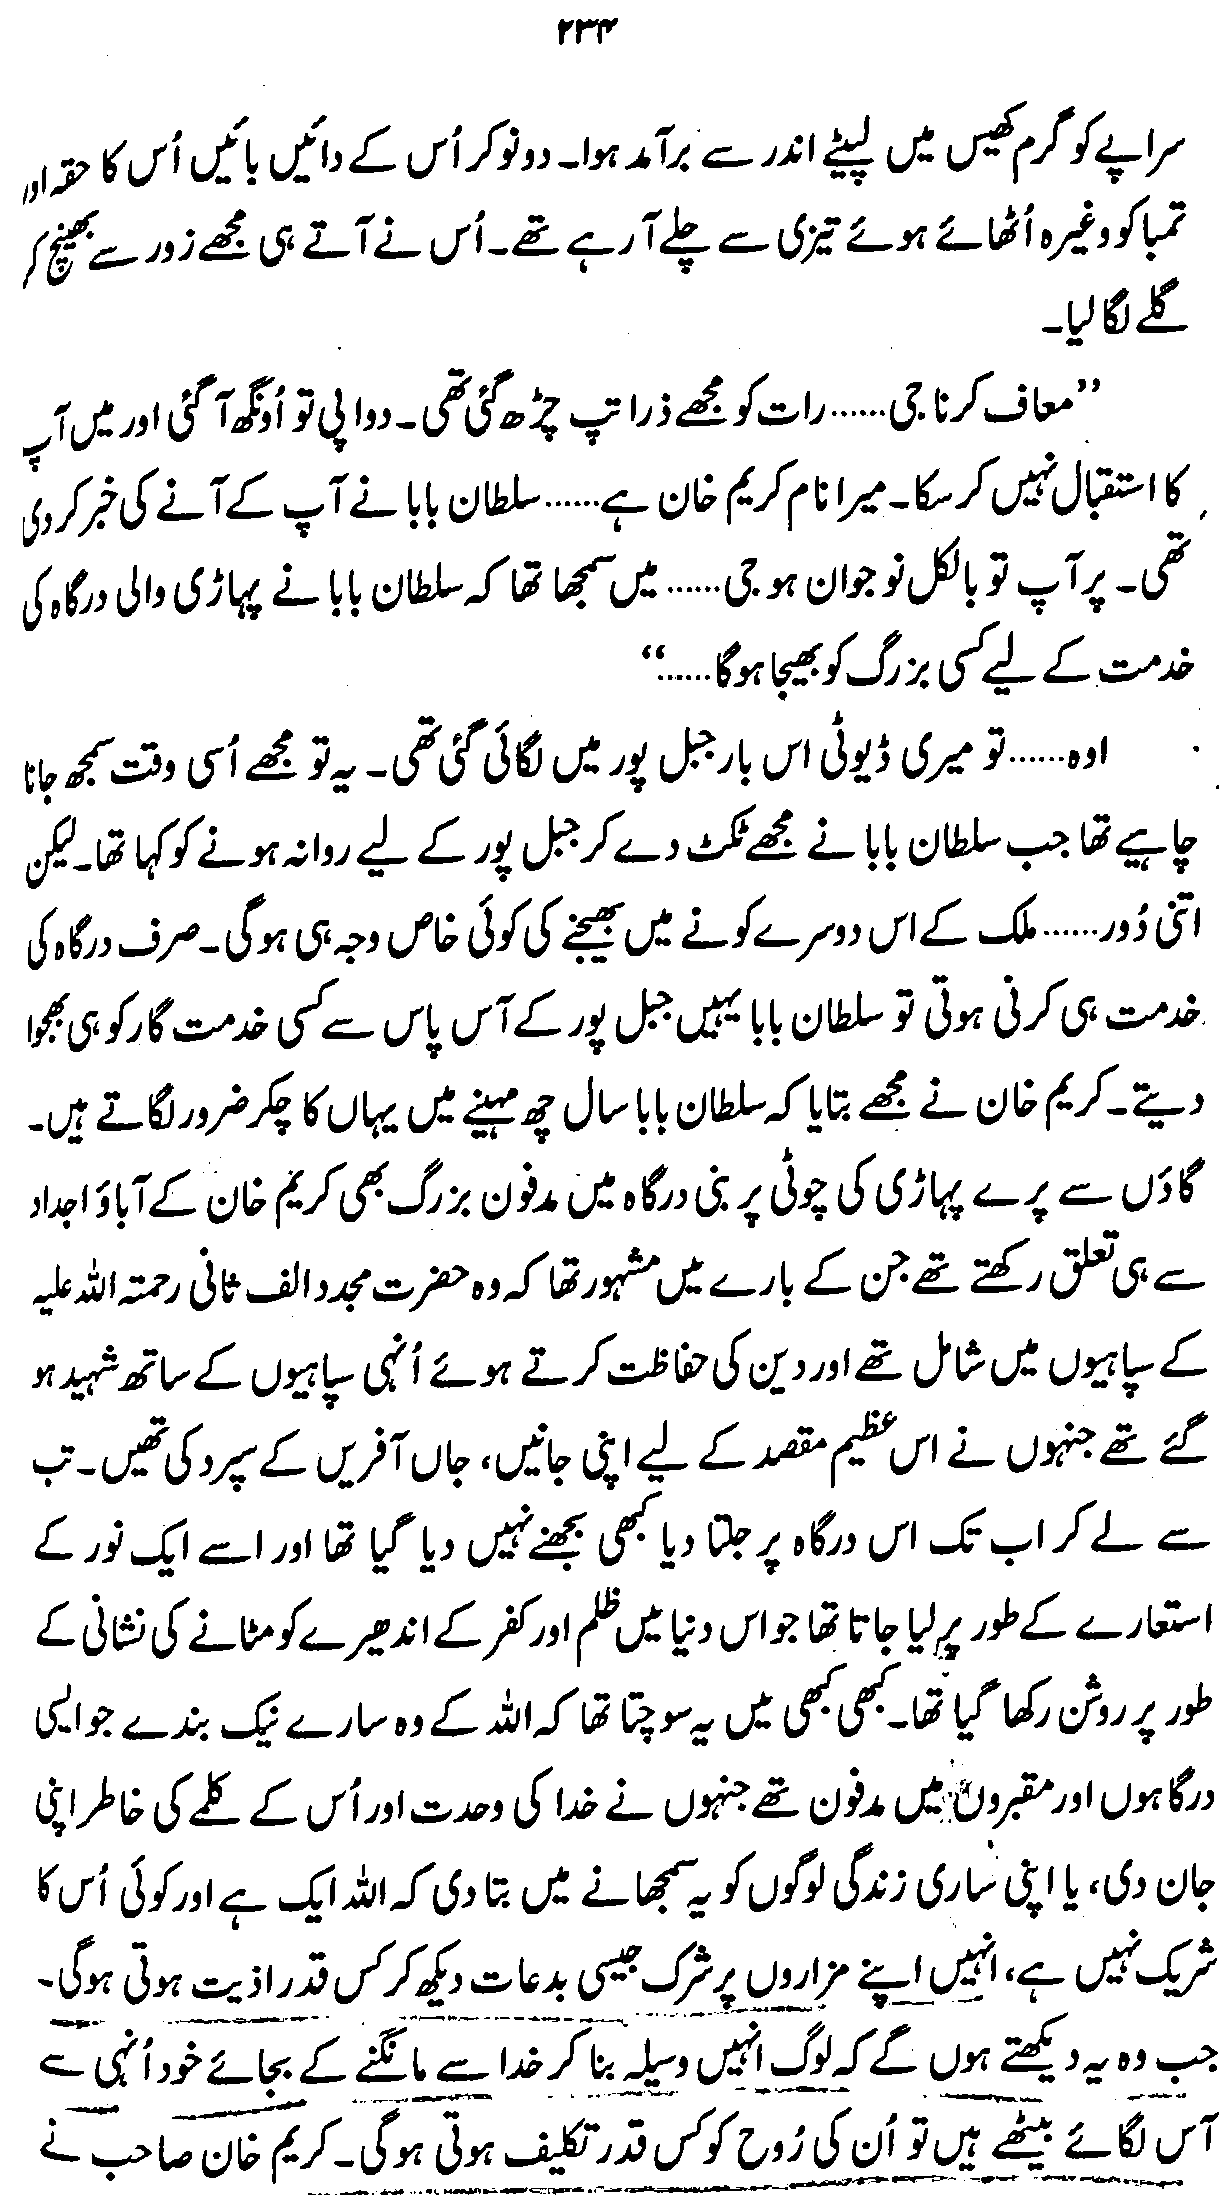 ۲۳۴
سراپے کو گرم کھیس میں لپیٹے اندر سے برآمد ہوا۔ دو نوکر اُس کے دائیں بائیں اُس کا حقہ اور
تمباکو وغیرہ اُٹھائے ہوئے تیزی سے چلے آ رہے تھے۔ اُس نے آتے ہی مجھے زور سے بھینچ کر
گلے لگا لیا۔
”معاف کرنا جی...... رات کو مجھے ذرا تپ چڑھ گئی تھی۔ دوا پی تو اُونگھ آ گئی اور میں آپ
کا استقبال نہیں کر سکا۔ میرا نام کریم خان ہے...... سلطان بابا نے آپ کے آنے کی خبر کر دی
تھی۔ پر آپ تو بالکل نوجوان ہو جی...... میں سمجھا تھا کہ سلطان بابا نے پہاڑی والی درگاہ کی
خدمت کے لیے کسی بزرگ کو بھیجا ہوگا......“
اوہ...... تو میری ڈیوٹی اس بار جبل پور میں لگائی گئی تھی۔ یہ تو مجھے اُسی وقت سمجھ جانا
چاہیے تھا جب سلطان بابا نے مجھے ٹکٹ دے کر جبل پور کے لیے روانہ ہونے کو کہا تھا۔ لیکن
اتنی دُور...... ملک کے اس دوسرے کونے میں بھیجنے کی کوئی خاص وجہ ہی ہوگی۔ صرف درگاہ کی
خدمت ہی کرنی ہوتی تو سلطان بابا یہیں جبل پور کے آس پاس سے کسی خدمت گار کو ہی بھجوا
دیتے۔ کریم خان نے مجھے بتایا کہ سلطان بابا سال چھ مہینے میں یہاں کا چکر ضرور لگاتے ہیں۔
گاؤں سے پرے پہاڑی کی چوٹی پر بنی درگاہ میں مدفون بزرگ بھی کریم خان کے آباؤ اجداد
سے ہی تعلق رکھتے تھے جن کے بارے میں مشہور تھا کہ وہ حضرت مجدد الف ثانی رحمتہ اللہ علیہ
کے سپاہیوں میں شامل تھے اور دین کی حفاظت کرتے ہوئے اُنہی سپاہیوں کے ساتھ شہید ہو
گئے تھے جنہوں نے اس عظیم مقصد کے لیے اپنی جانیں، جاں آفریں کے سپرد کی تھیں۔ تب
سے لے کر اب تک اس درگاہ پر جلتا دیا کبھی بجھنے نہیں دیا گیا تھا اور اسے ایک نور کے
استعارے کے طور پر لیا جاتا تھا جو اس دنیا میں ظلم اور کفر کے اندھیرے کو مٹانے کی نشانی کے
طور پر روشن رکھا گیا تھا۔ کبھی کبھی میں یہ سوچتا تھا کہ اللہ کے وہ سارے نیک بندے جو ایسی
درگاہوں اور مقبروں میں مدفون تھے جنہوں نے خدا کی وحدت اور اُس کے کلمے کی خاطر اپنی
جان دی، یا اپنی ساری زندگی لوگوں کو یہ سمجھانے میں بتا دی کہ اللہ ایک ہے اور کوئی اُس کا
شریک نہیں ہے، انہیں اپنے مزاروں پر شرک جیسی بدعات دیکھ کر کس قدر اذیت ہوتی ہوگی۔
جب وہ یہ دیکھتے ہوں گے کہ لوگ انہیں وسیلہ بنا کر خدا سے مانگنے کے بجائے خود اُنہی سے
آس لگائے بیٹھے ہیں تو اُن کی رُوح کو کس قدر تکلیف ہوتی ہوگی۔ کریم خان صاحب نے